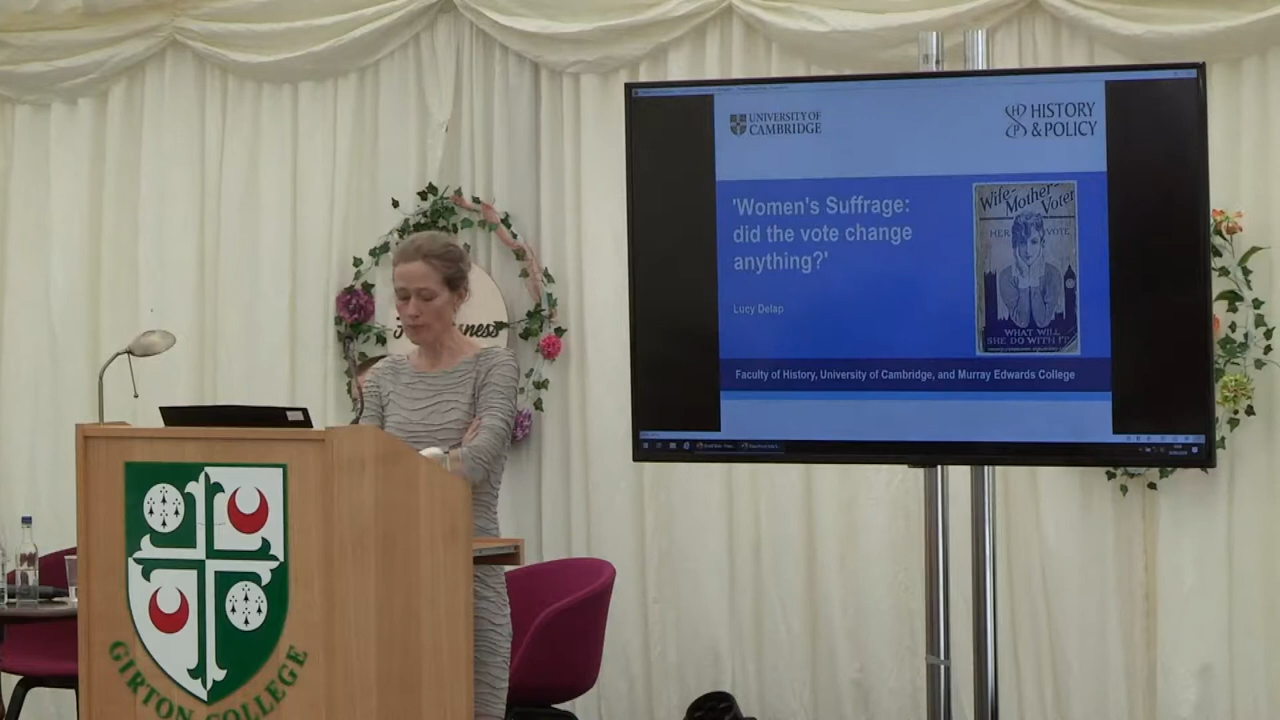 UNIVERSITY OF
CAMBRIDGE
H
P
HISTORY
& POLICY
'Women's Suffrage:
did the vote change
anything?'
Lucy Delap
Wife-Mother-Voter
HER VOTE
WHAT WILL
SHE DO WITH IT?
Faculty of History, University of Cambridge, and Murray Edwards College
GIRTON COLLEGE